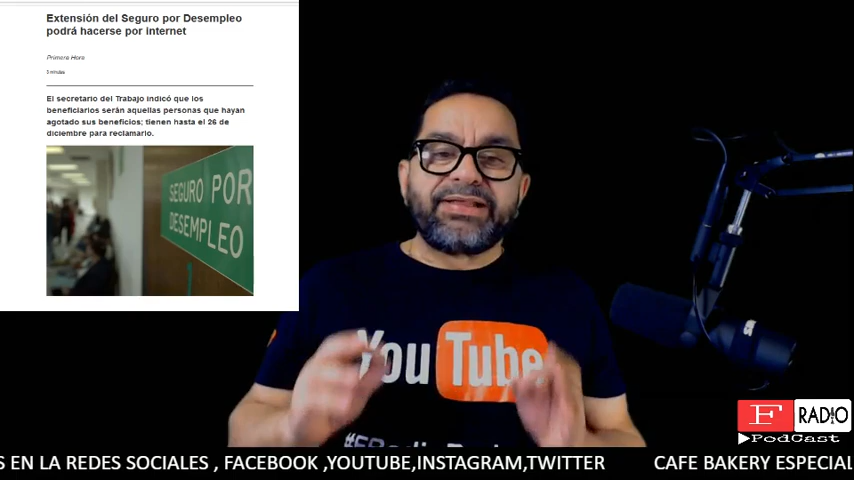 Extensión del Seguro por Desempleo
podrá hacerse por internet
Primera Hora
3 minutos
El secretario del Trabajo indicó que los
beneficiarios serán aquellas personas que hayan
agotado sus beneficios; tienen hasta el 26 de
diciembre para reclamarlo.
SEGURO POR
DESEMPLEO
YouTube
F RADIO
PodCast
S EN LA REDES SOCIALES , FACEBOOK ,YOUTUBE,INSTAGRAM,TWITTER CAFE BAKERY ESPECIAL